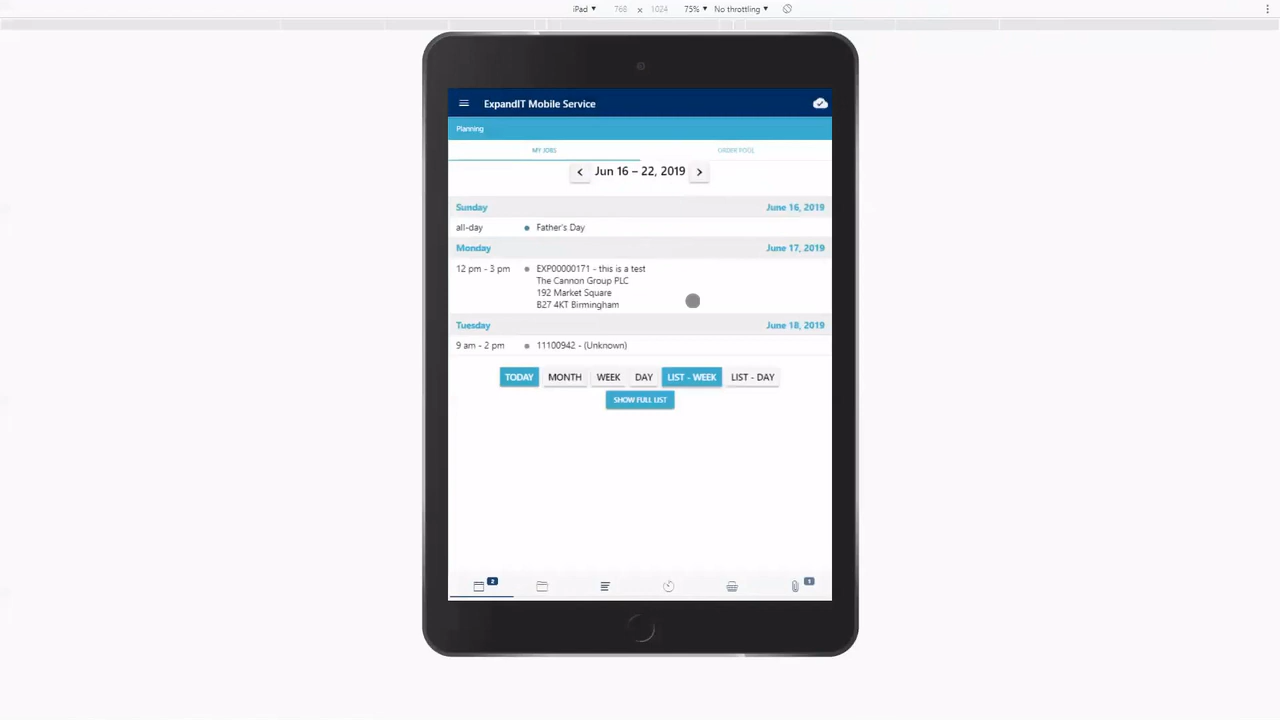 iPad 768 x 1024 75% No throttling
ExpandIT Mobile Service
Planning
MY JOBS ORDER POOL
Jun 16 – 22, 2019
Sunday June 16, 2019
all-day Father's Day
Monday June 17, 2019
12 pm - 3 pm EXP00000171 - this is a test
The Cannon Group PLC
192 Market Square
B27 4KT Birmingham
Tuesday June 18, 2019
9 am - 2 pm 11100942 - (Unknown)
TODAY MONTH WEEK DAY LIST - WEEK LIST - DAY
SHOW FULL LIST
2 1